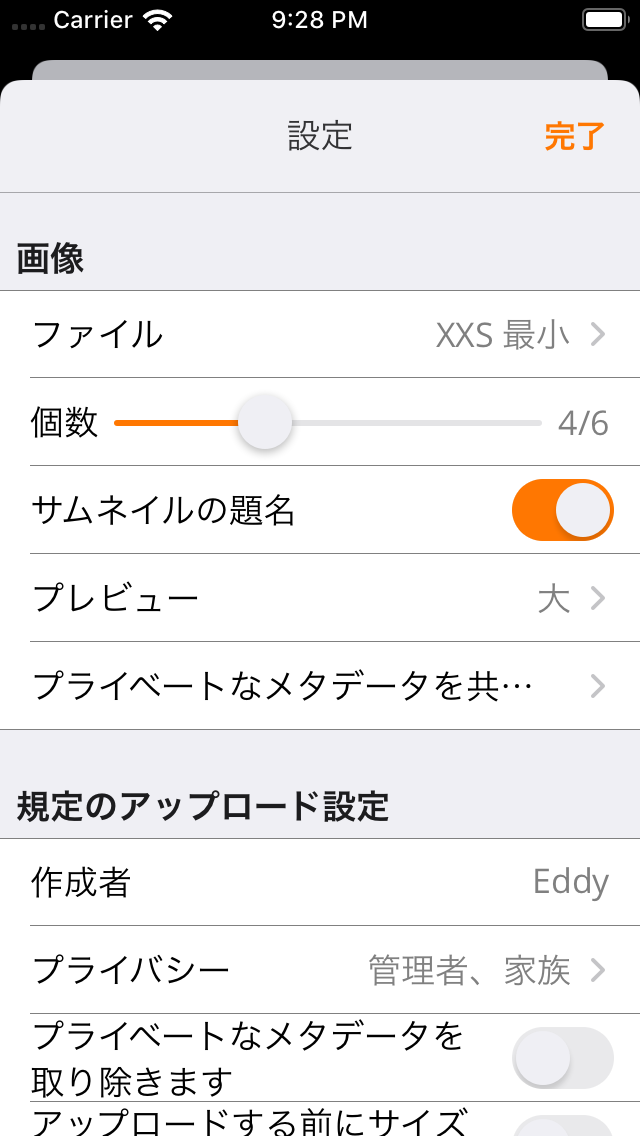 Carrier 9:28 PM
設定 完了
画像
ファイル XXS 最小
個数 4/6
サムネイルの題名
プレビュー 大
プライベートなメタデータを共…
規定のアップロード設定
作成者 Eddy
プライバシー 管理者、家族
プライベートなメタデータを
取り除きます
アップロードする前にサイズ